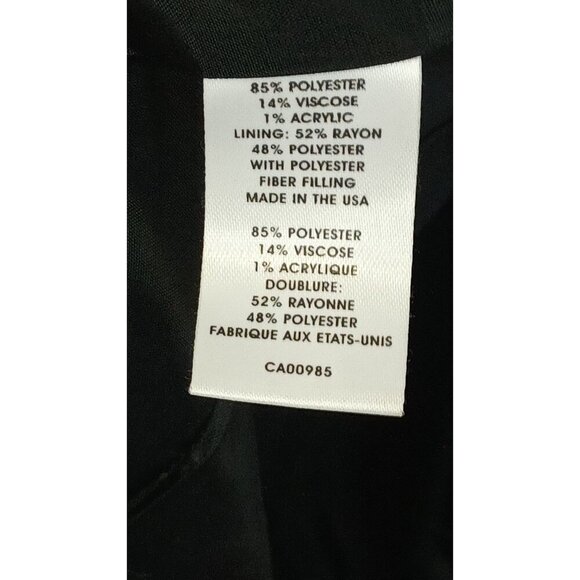 85% POLYESTER
14% VISCOSE
1% ACRYLIC
LINING: 52% RAYON
48% POLYESTER
WITH POLYESTER
FIBER FILLING
MADE IN THE USA
85% POLYESTER
14% VISCOSE
1% ACRYLIQUE
DOUBLURE:
52% RAYONNE
48% POLYESTER
FABRIQUE AUX ETATS-UNIS
CA00985